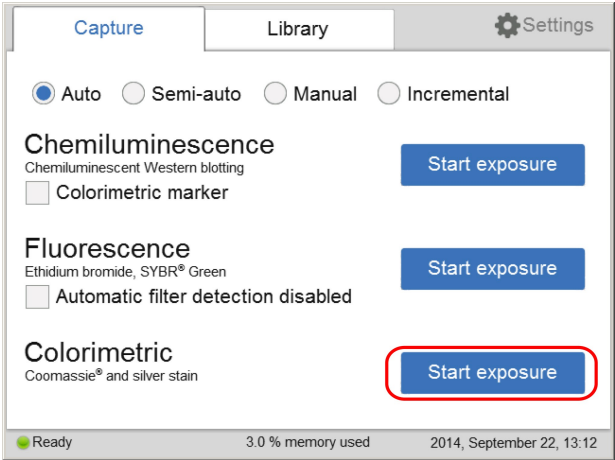 Capture
Library
Settings
Auto
Semi-auto
Manual
Incremental
Chemiluminescence
Chemiluminescent Western blotting
Colorimetric marker
Start exposure
Fluorescence
Ethidium bromide, SYBR® Green
Automatic filter detection disabled
Start exposure
Colorimetric
Coomassie® and silver stain
Start exposure
Ready
3.0 % memory used
2014, September 22, 13:12